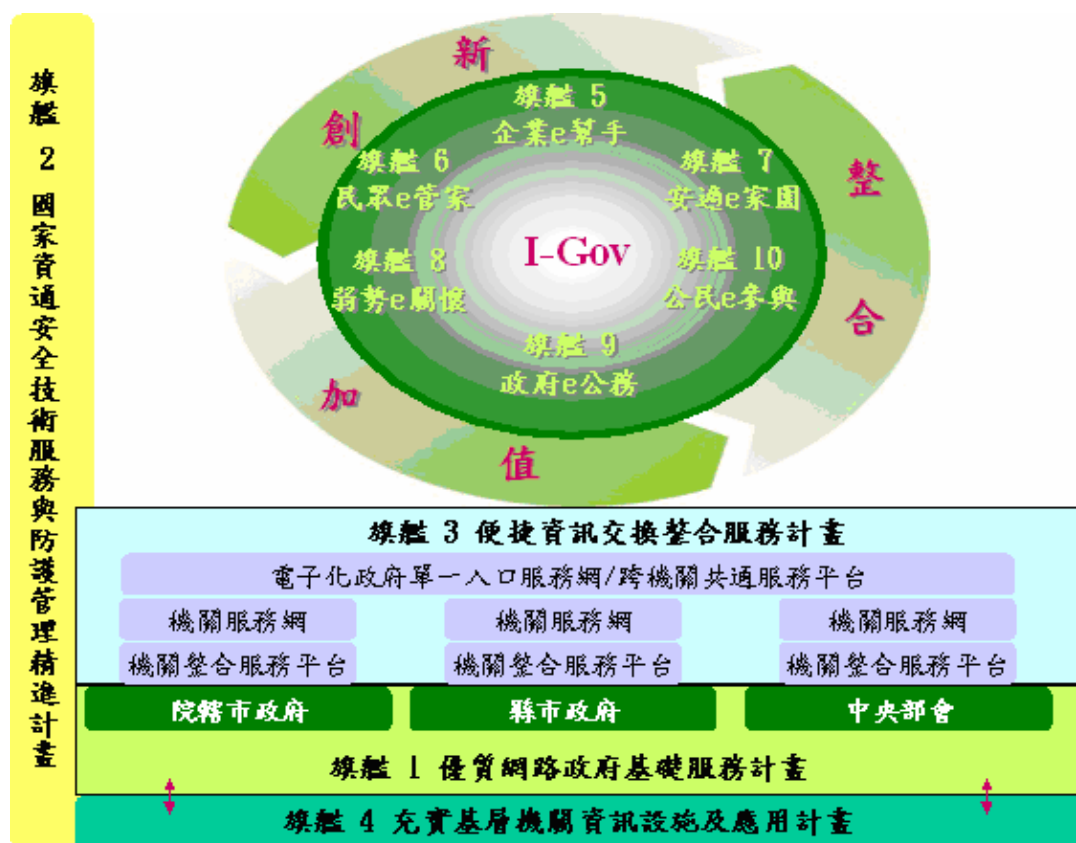 旗艦 2 國家資通安全技術服務與防護管理精進計畫
創新
整合
加值
旗艦 5
企業e幫手
旗艦 6
民眾e管家
旗艦 7
安適e家園
I-Gov
旗艦 8
弱勢e關懷
旗艦 10
公民e參與
旗艦 9
政府e公務
旗艦 3 便捷資訊交換整合服務計畫
電子化政府單一入口服務網/跨機關共通服務平台
機關服務網
機關服務網
機關服務網
機關整合服務平台
機關整合服務平台
機關整合服務平台
院轄市政府
縣市政府
中央部會
旗艦 1 優質網路政府基礎服務計畫
旗艦 4 充實基層機關資訊設施及應用計畫